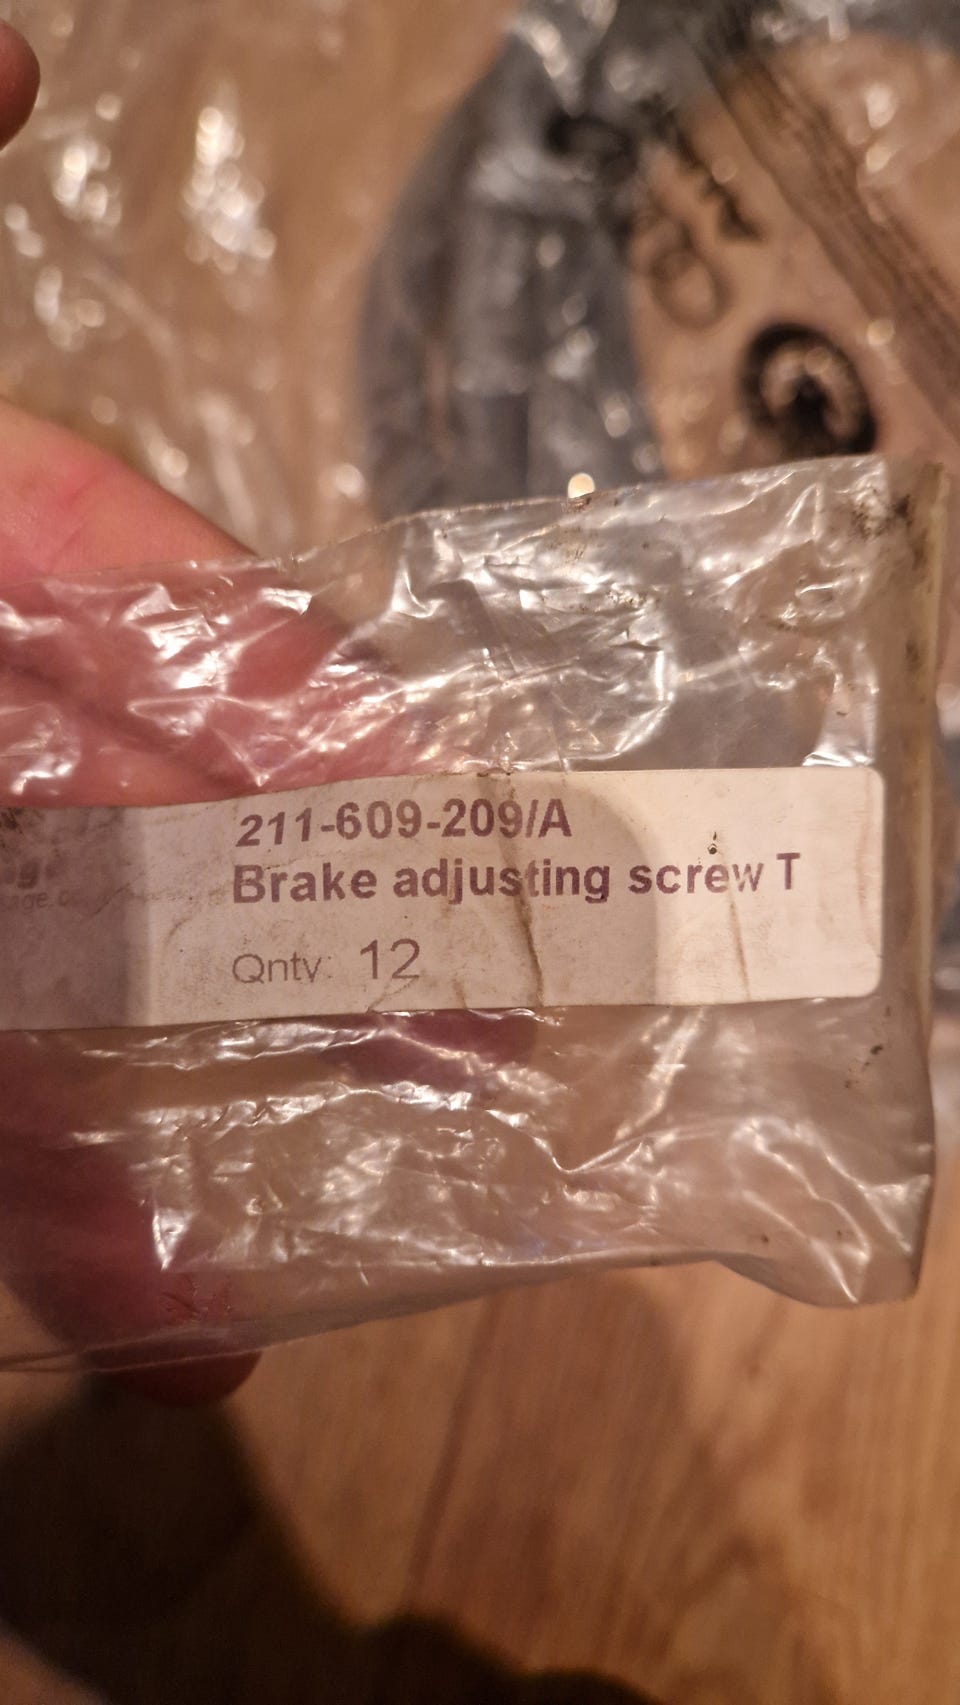 211-609-209/A
Brake adjusting screw T
Qnty: 12